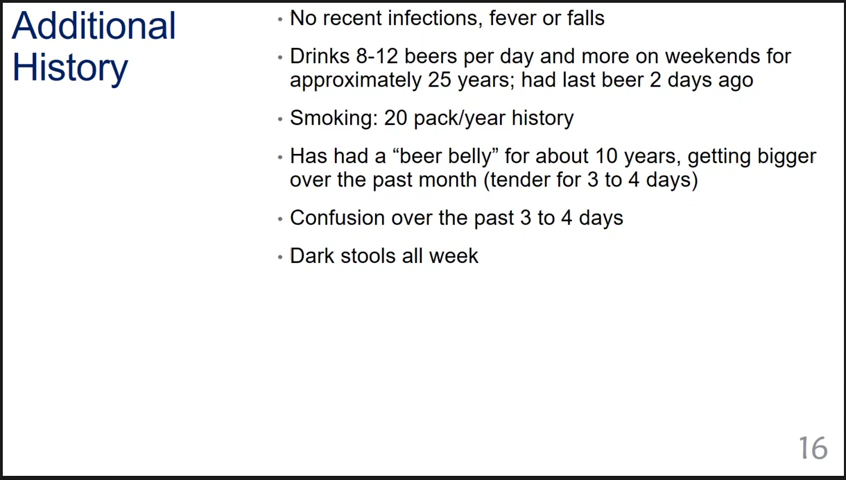 Additional
History
• No recent infections, fever or falls
• Drinks 8-12 beers per day and more on weekends for
approximately 25 years; had last beer 2 days ago
• Smoking: 20 pack/year history
• Has had a “beer belly” for about 10 years, getting bigger
over the past month (tender for 3 to 4 days)
• Confusion over the past 3 to 4 days
• Dark stools all week
16